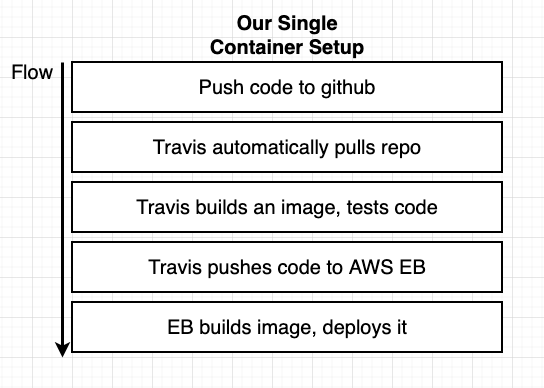 Our Single
Container Setup
Flow
Push code to github
Travis automatically pulls repo
Travis builds an image, tests code
Travis pushes code to AWS EB
EB builds image, deploys it